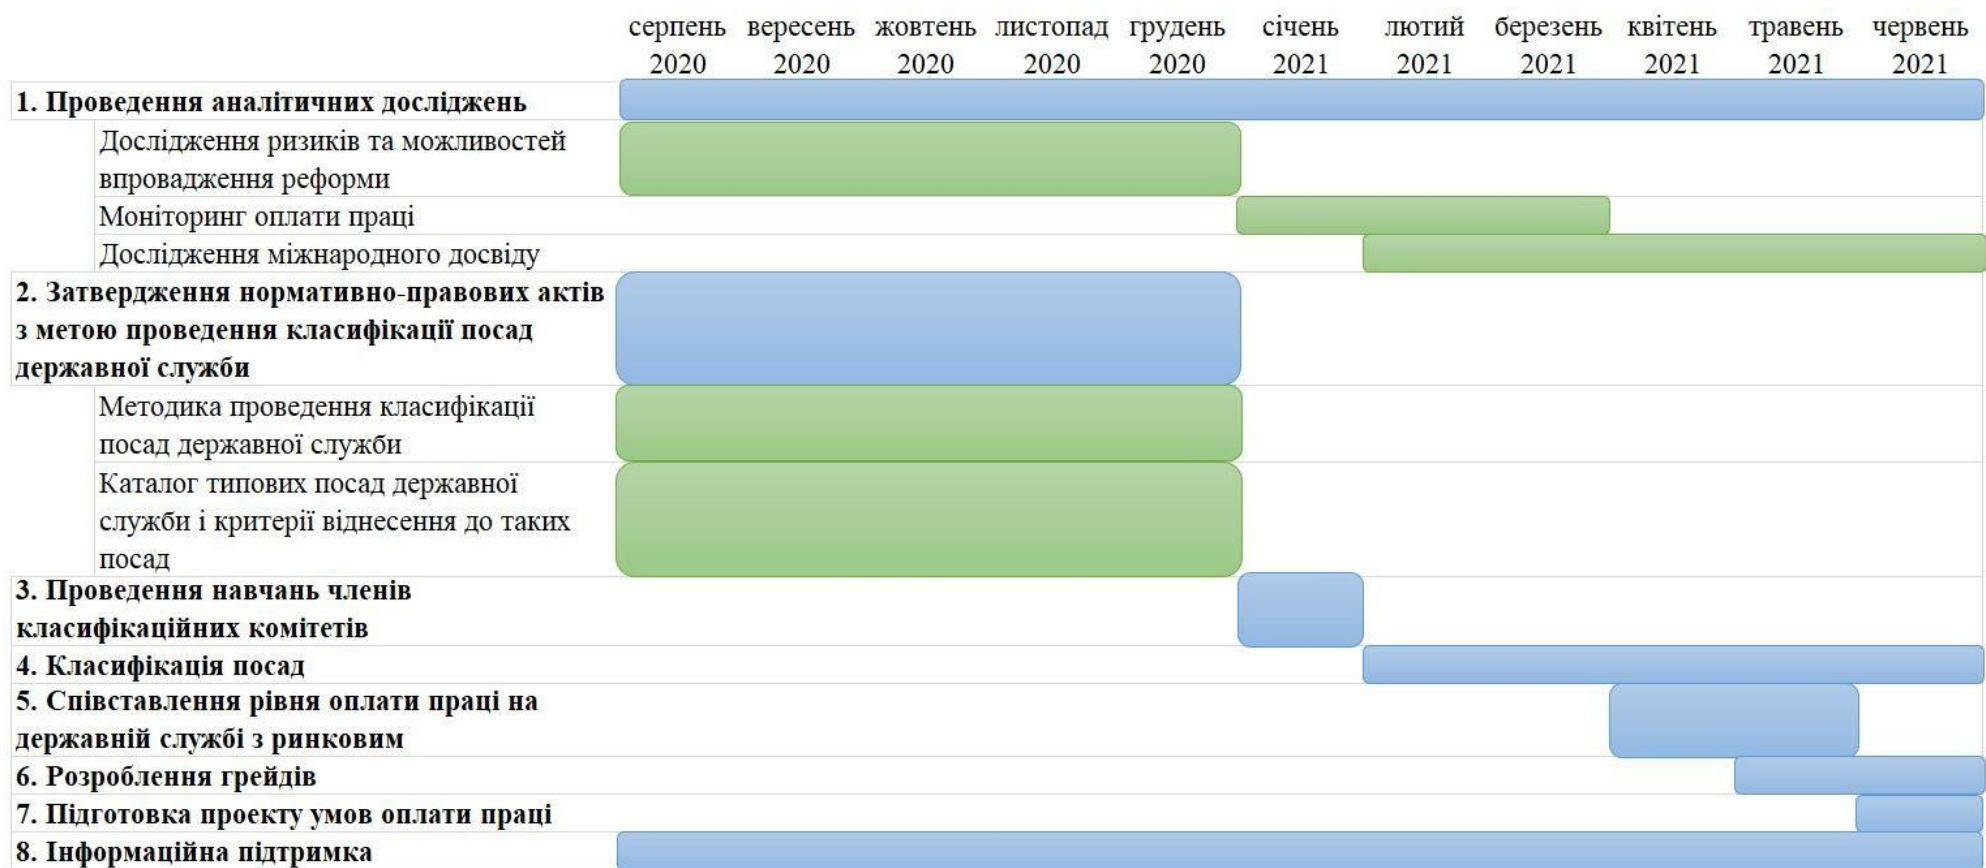 серпень вересень жовтень листопад грудень січень лютий березень квітень травень червень
2020 2020 2020 2020 2020 2021 2021 2021 2021 2021 2021
1. Проведення аналітичних досліджень
Дослідження ризиків та можливостей
впровадження реформи
Моніторинг оплати праці
Дослідження міжнародного досвіду
2. Затвердження нормативно-правових актів
з метою проведення класифікації посад
державної служби
Методика проведення класифікації
посад державної служби
Каталог типових посад державної
служби і критерії віднесення до таких
посад
3. Проведення навчань членів
класифікаційних комітетів
4. Класифікація посад
5. Співставлення рівня оплати праці на
державній службі з ринковим
6. Розроблення грейдів
7. Підготовка проекту умов оплати праці
8. Інформаційна підтримка